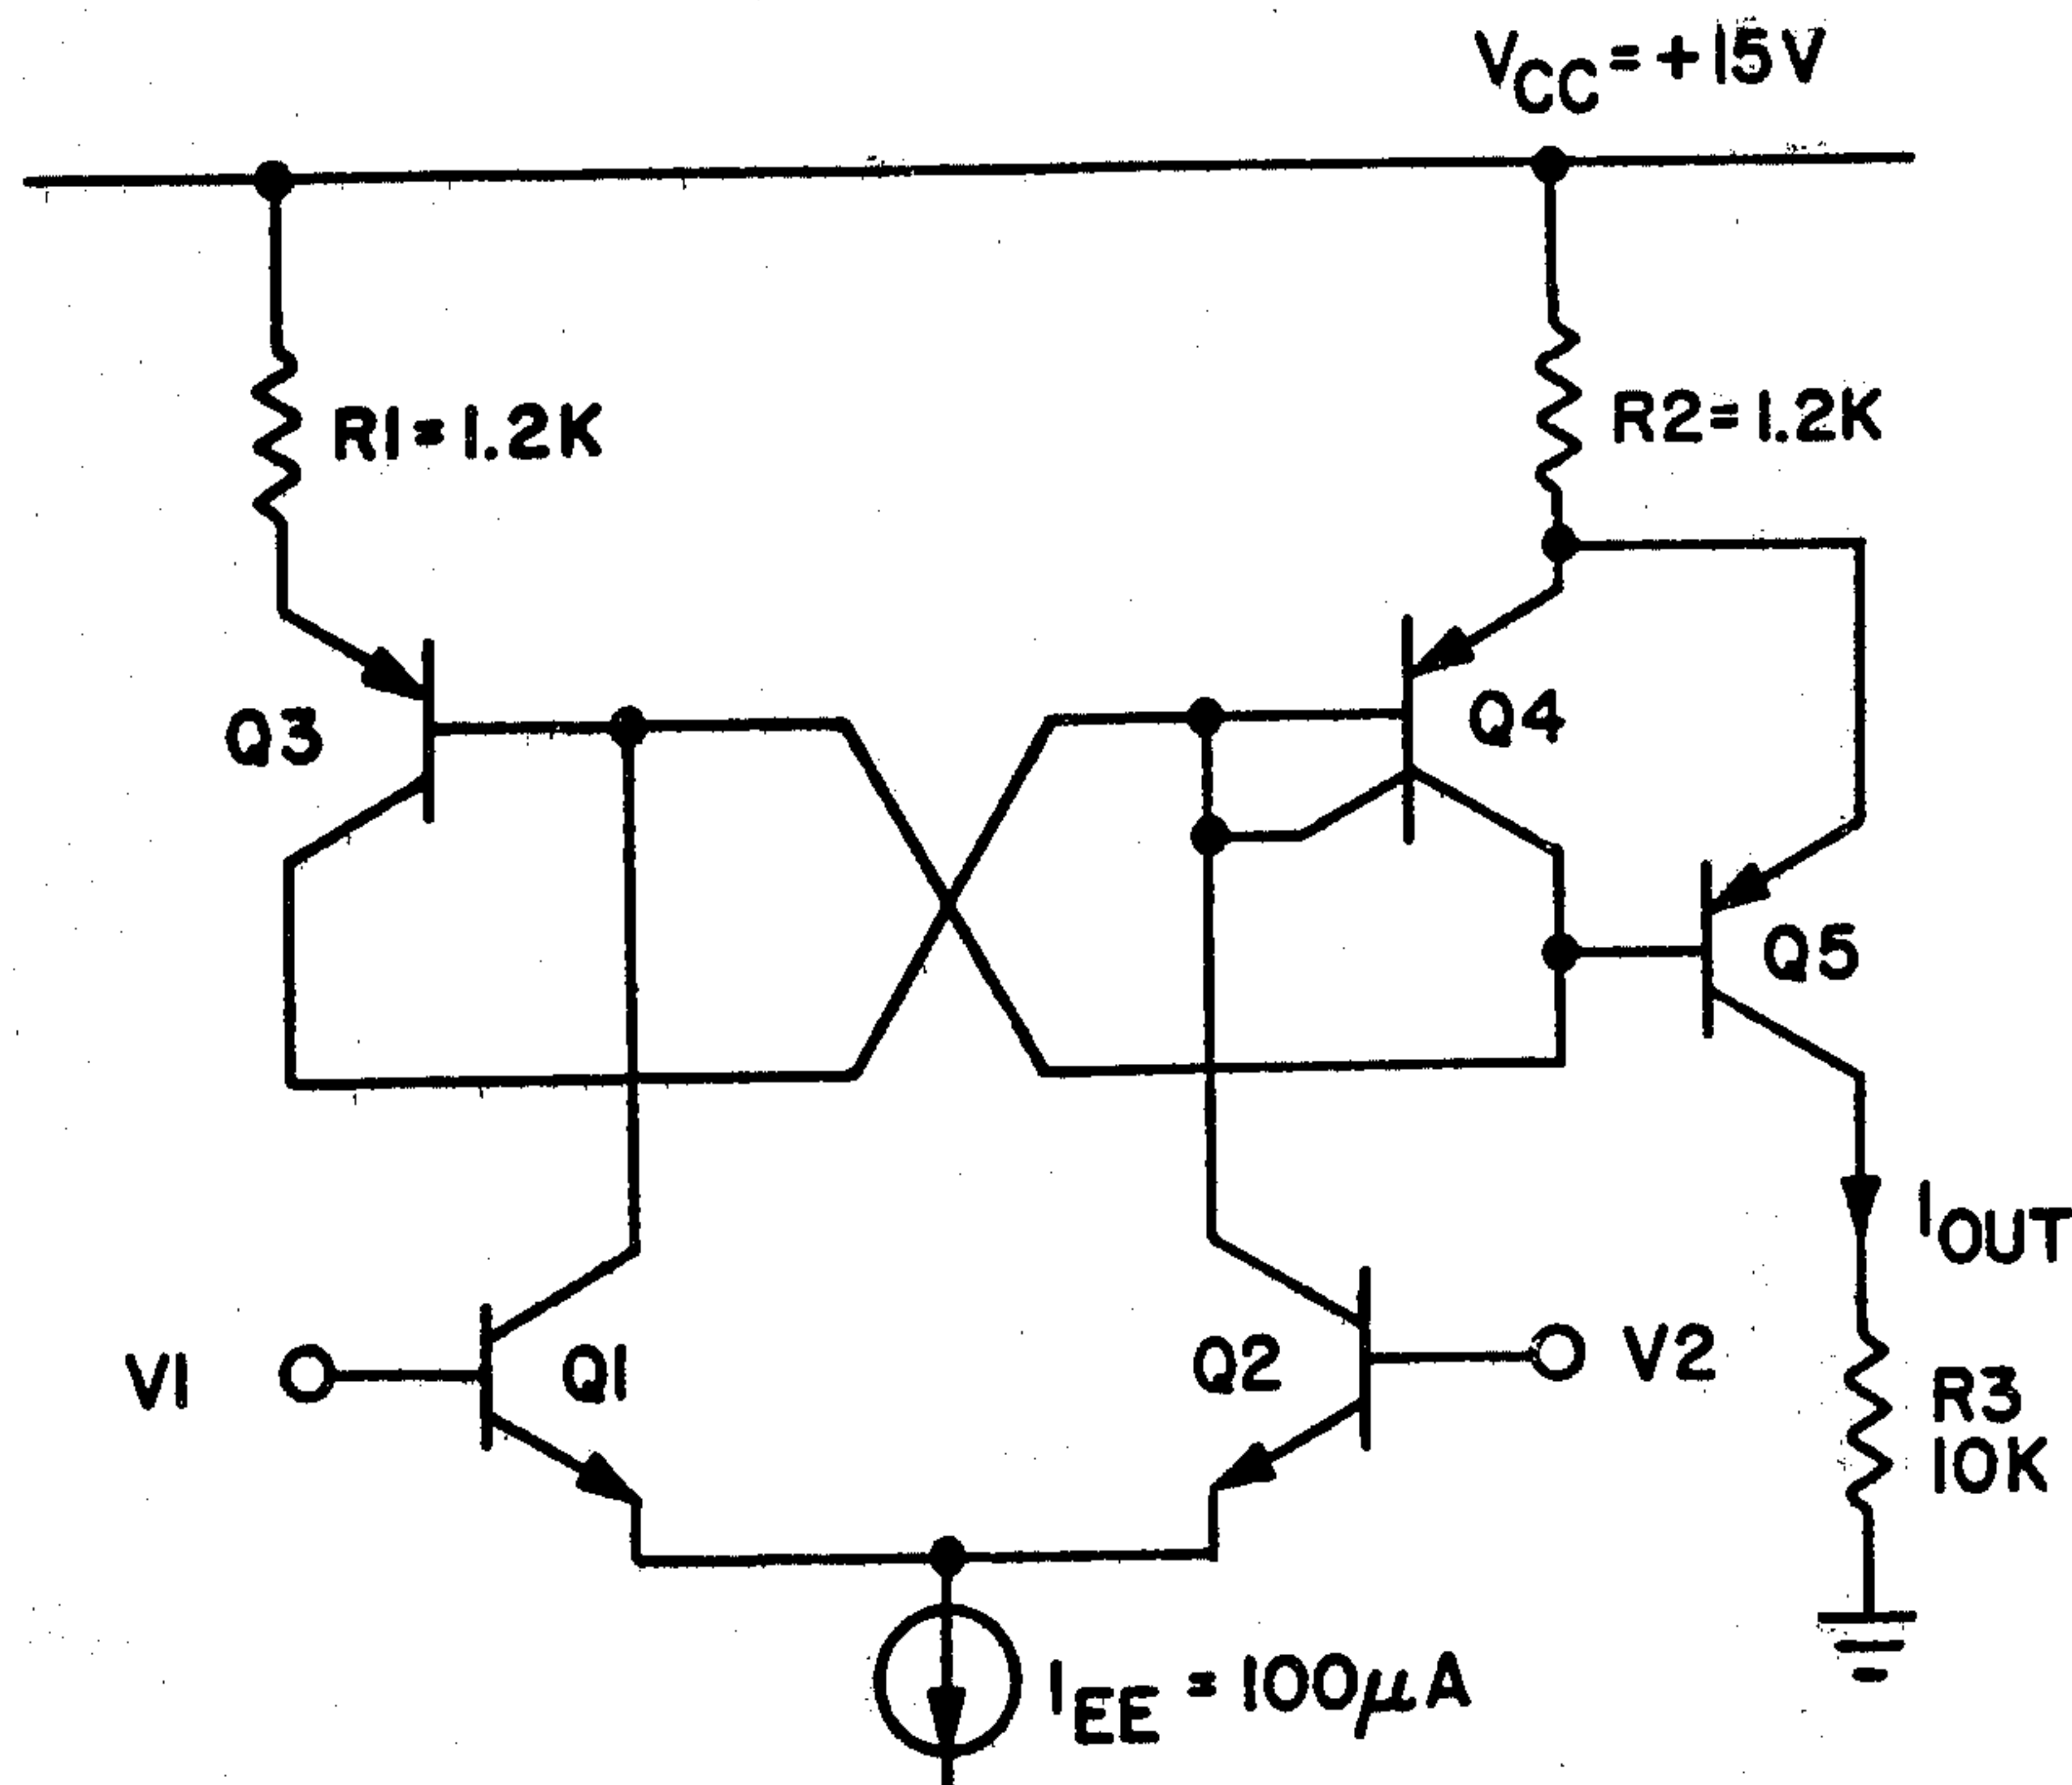 VCC=+15V
R1=1.2K
R2=1.2K
Q3
Q4
Q5
IOUT
V1
Q1
Q2
V2
R3
10K
IEE=100μA